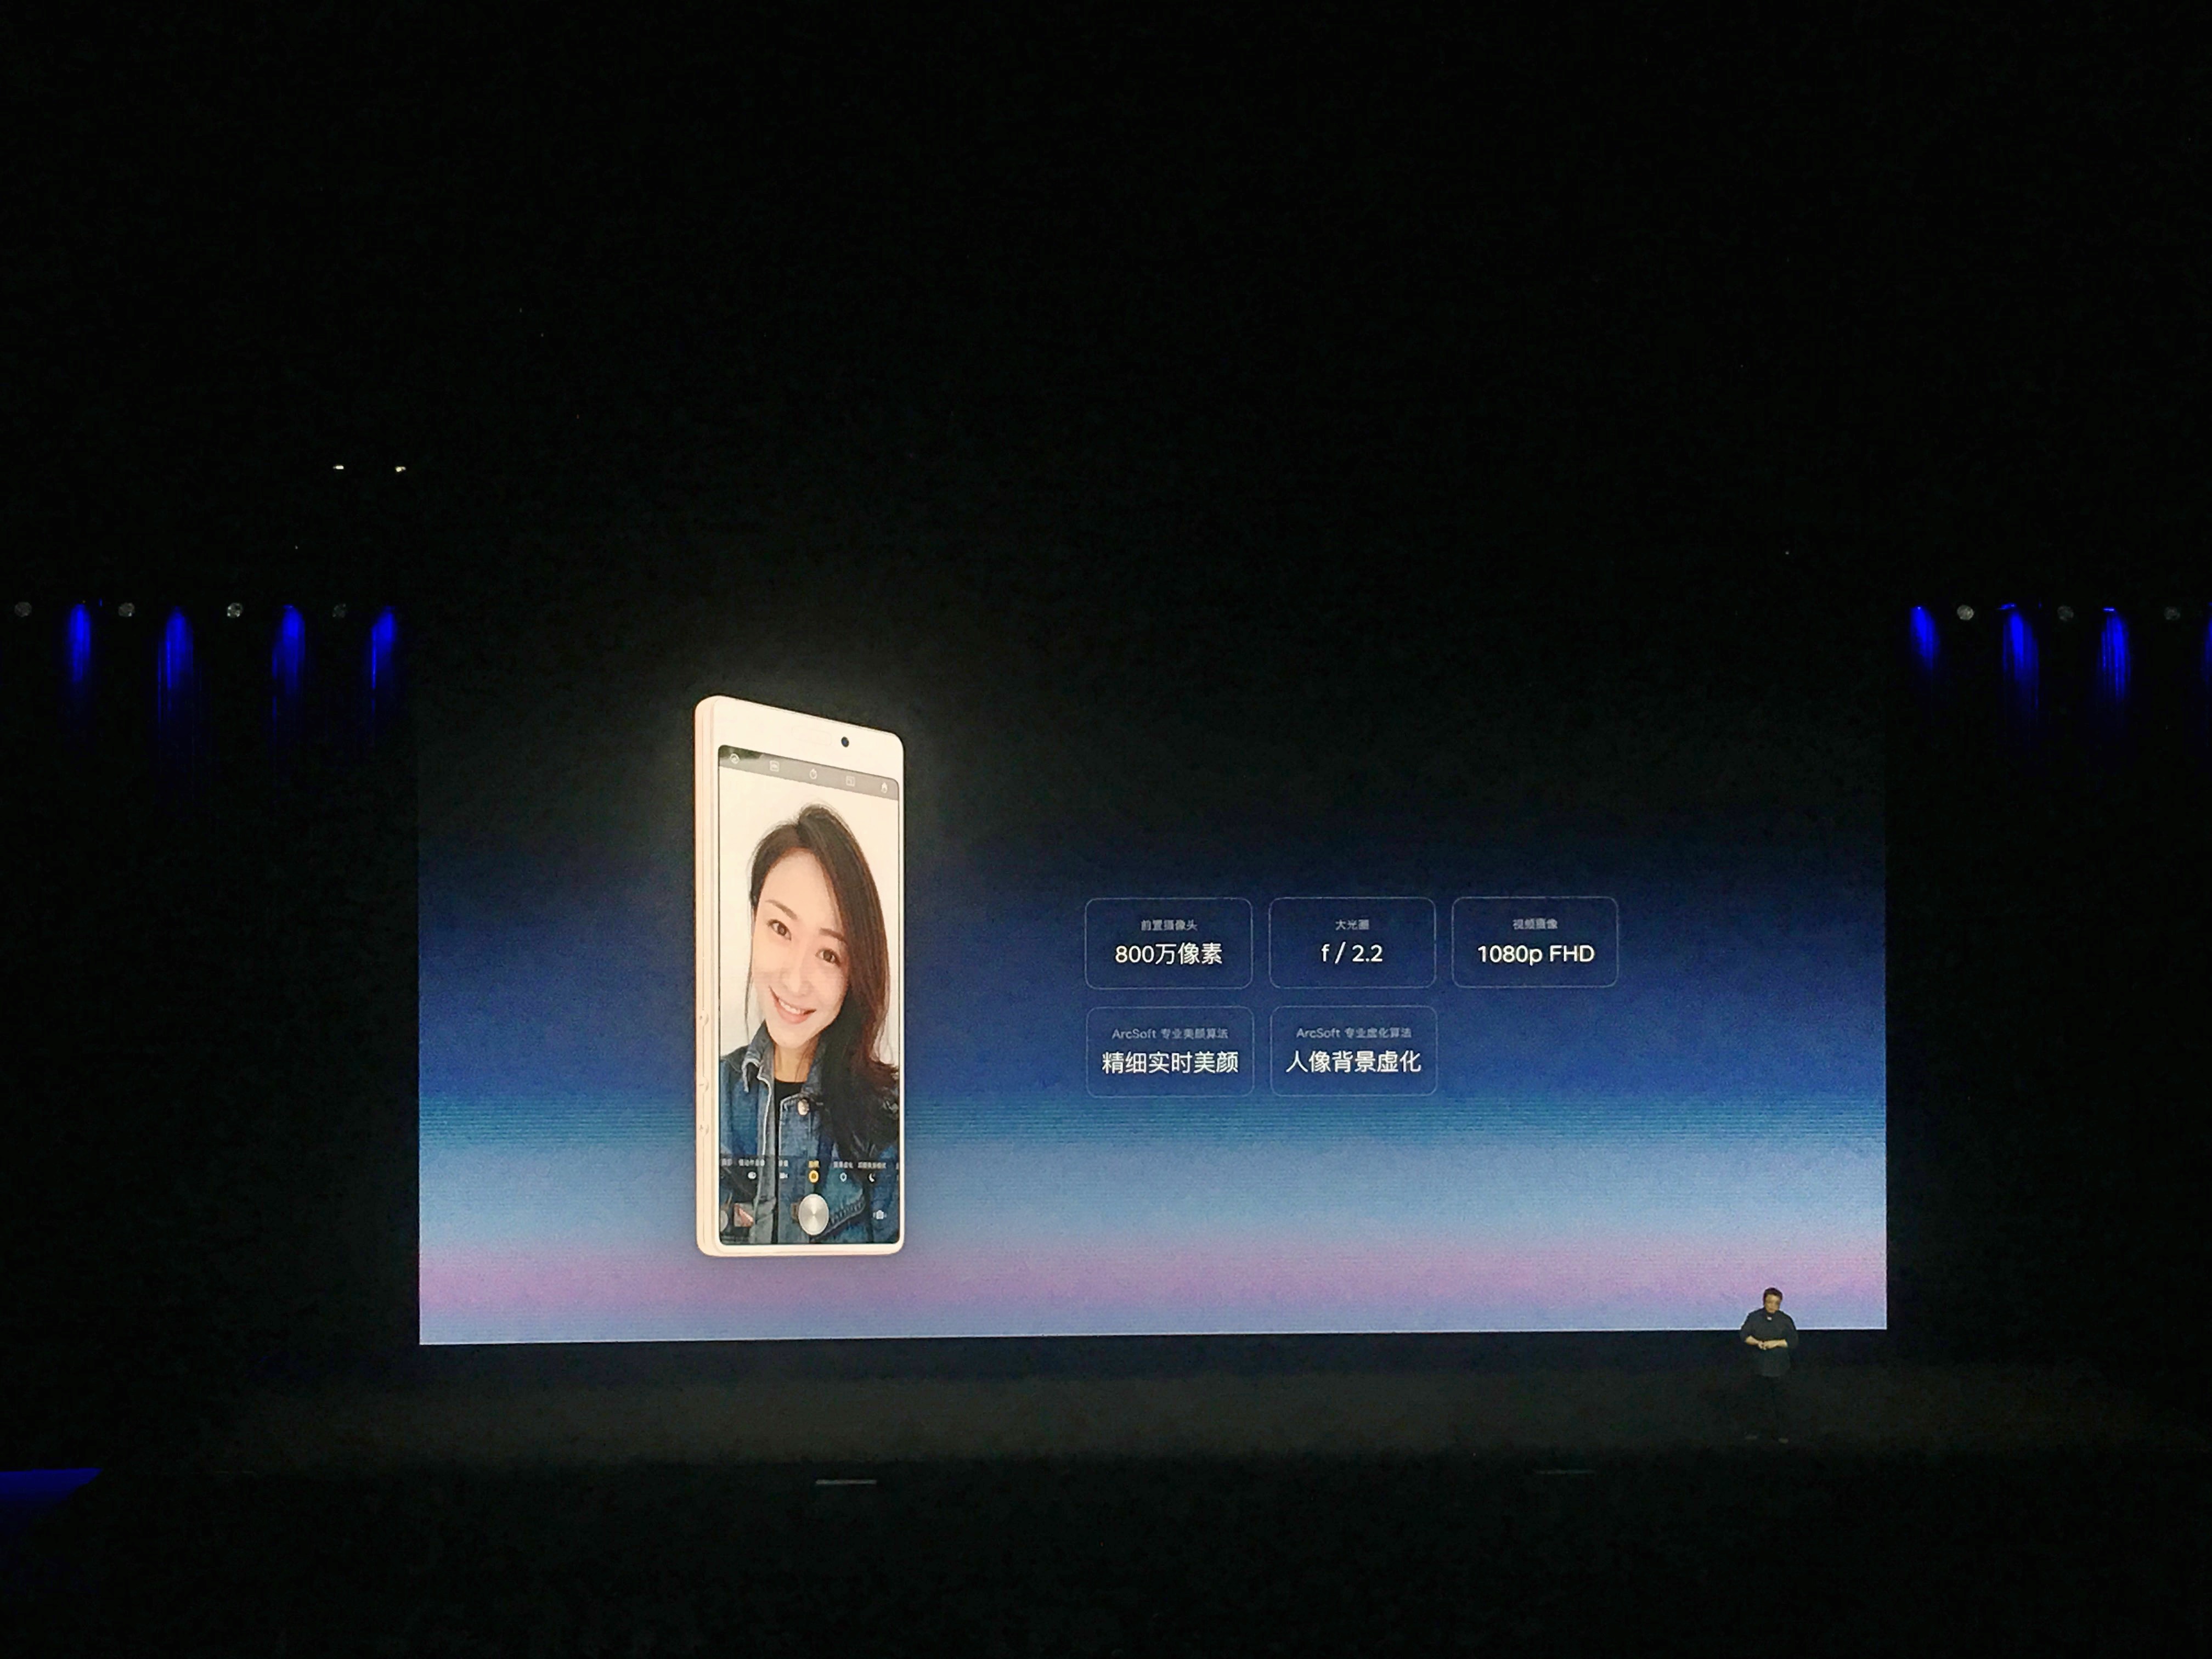 前置摄像头
800万像素
大光圈
f / 2.2
视频摄像
1080p FHD
ArcSoft 专业美颜算法
精细实时美颜
ArcSoft 专业虚化算法
人像背景虚化